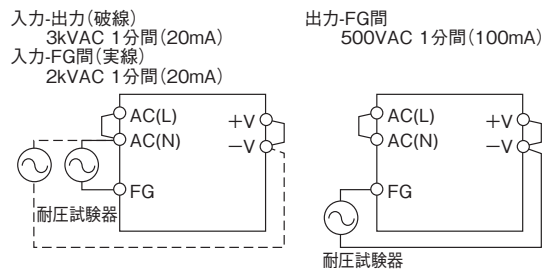 入力-出力(破線)
3kVAC 1分間(20mA)
入力-FG間(実線)
2kVAC 1分間(20mA)
AC(L)
AC(N)
FG
+V
−V
耐圧試験器
出力-FG間
500VAC 1分間(100mA)
AC(L)
AC(N)
FG
+V
−V
耐圧試験器